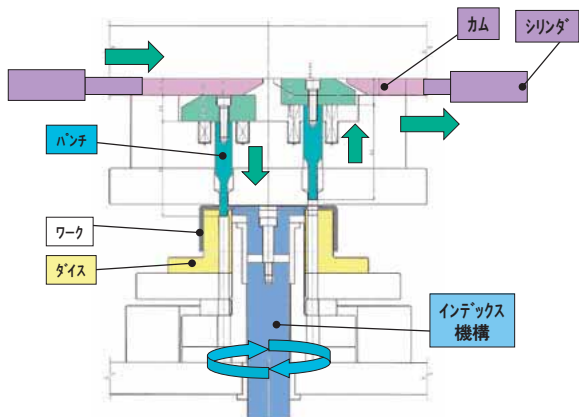 カム
シリンダ
パンチ
ワーク
ダイス
インデックス
機構